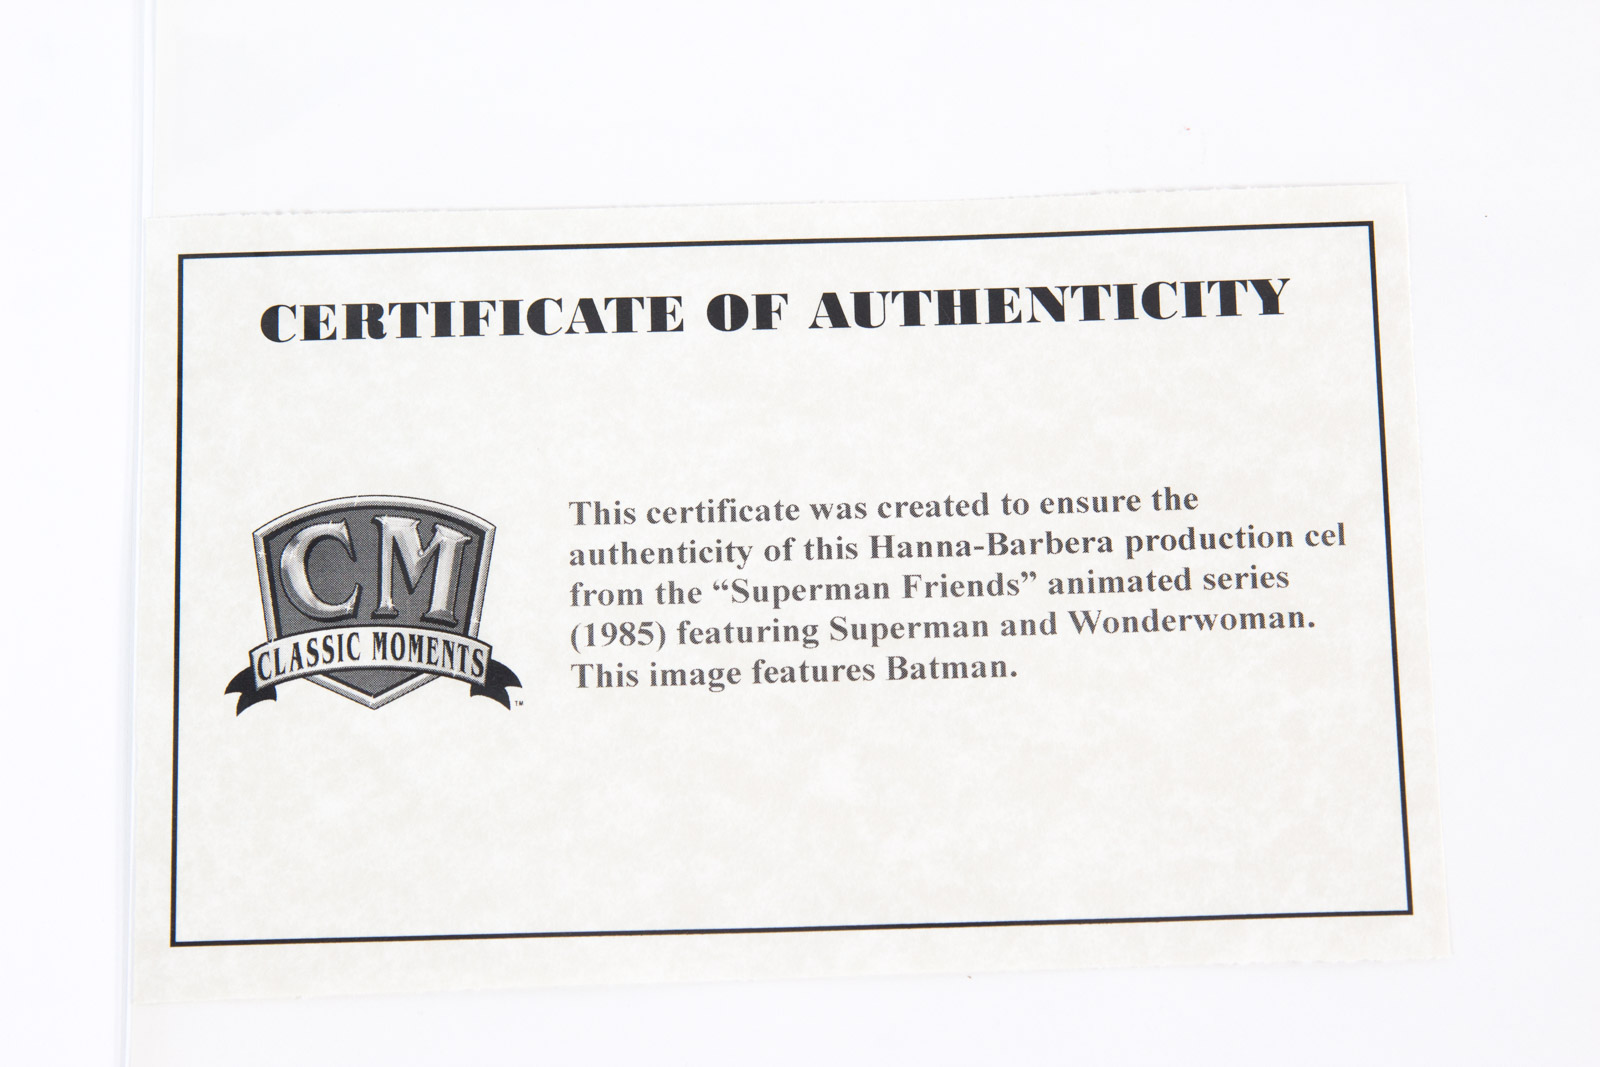 CERTIFICATE OF AUTHENTICITY
CM
CLASSIC MOMENTS
TM
This certificate was created to ensure the
authenticity of this Hanna-Barbera production cel
from the “Superman Friends” animated series
(1985) featuring Superman and Wonderwoman.
This image features Batman.